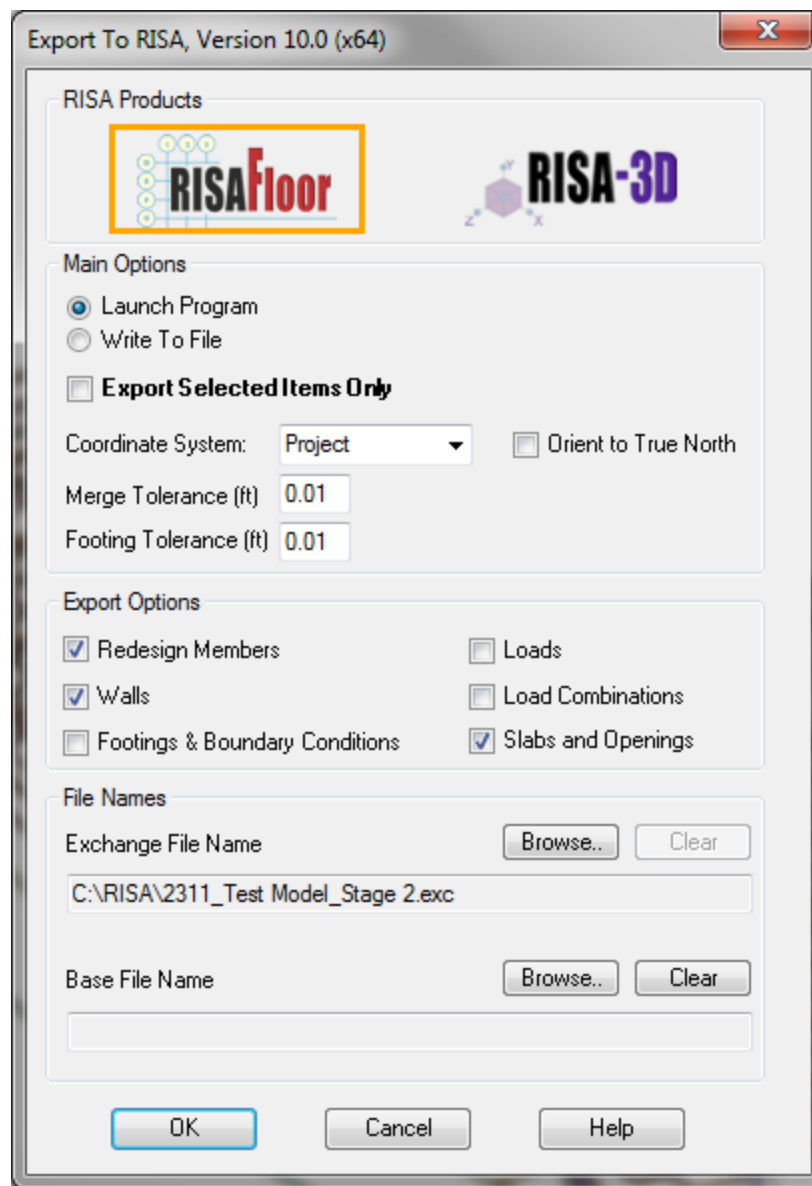 Export To RISA, Version 10.0 (x64)
RISA Products
RISAFloor
RISA-3D
Y
Z
X
Main Options
Launch Program
Write To File
Export Selected Items Only
Coordinate System: Project Orient to True North
Merge Tolerance (ft) 0.01
Footing Tolerance (ft) 0.01
Export Options
Redesign Members Loads
Walls Load Combinations
Footings & Boundary Conditions Slabs and Openings
File Names
Exchange File Name Browse.. Clear
C:\RISA\2311_Test Model_Stage 2.exc
Base File Name Browse.. Clear
OK Cancel Help